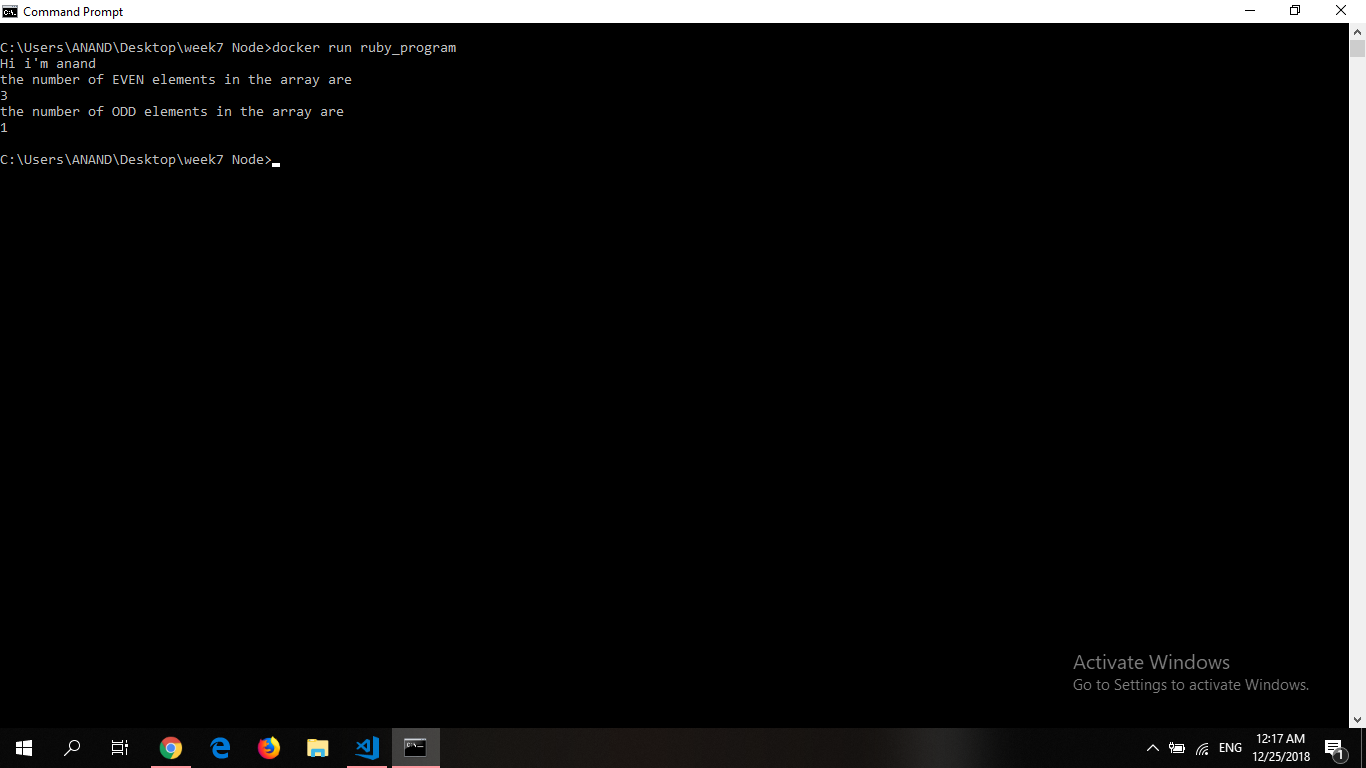 Command Prompt
C:\Users\ANAND\Desktop\week7 Node>docker run ruby_program
Hi i'm anand
the number of EVEN elements in the array are
3
the number of ODD elements in the array are
1
C:\Users\ANAND\Desktop\week7 Node>
Activate Windows
Go to Settings to activate Windows.
ENG
12:17 AM
12/25/2018
1